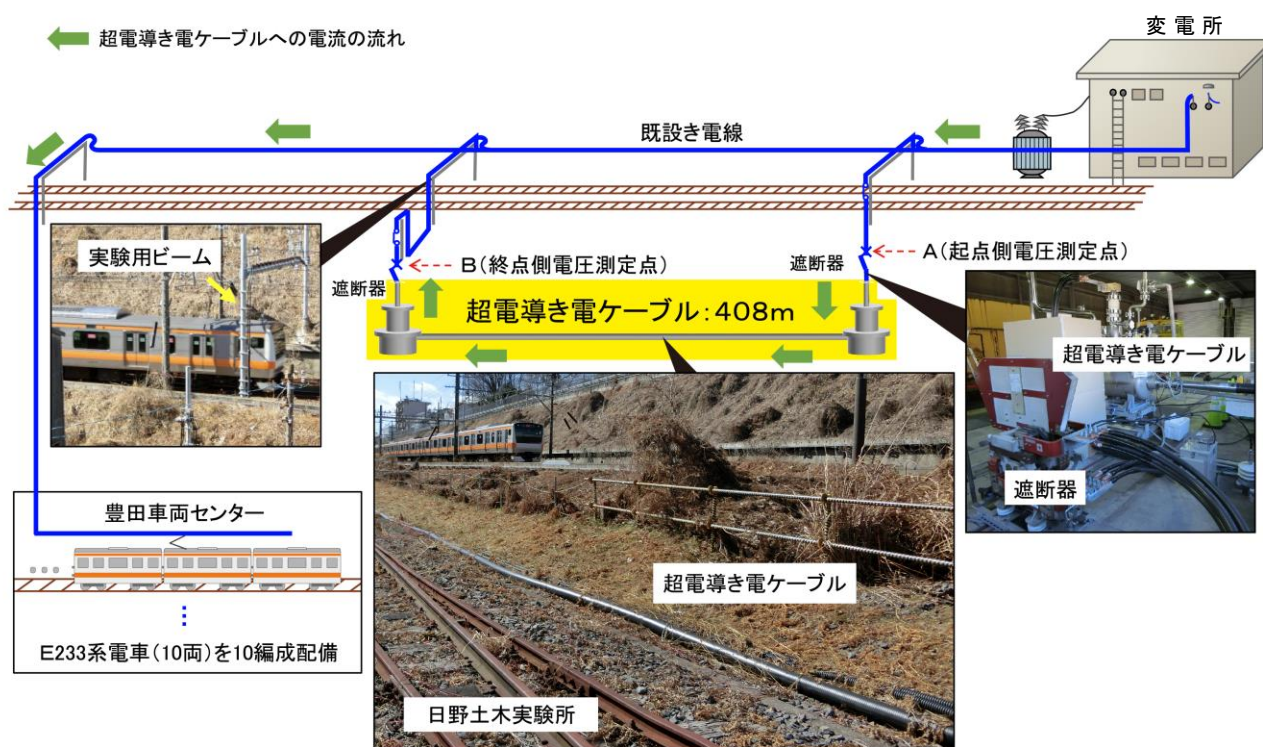 超電導き電ケーブルへの電流の流れ
変電所
既設き電線
実験用ビーム
遮断器
B(終点側電圧測定点)
遮断器
A(起点側電圧測定点)
超電導き電ケーブル:408m
超電導き電ケーブル
遮断器
豊田車両センター
E233系電車(10両)を10編成配備
超電導き電ケーブル
日野土木実験所